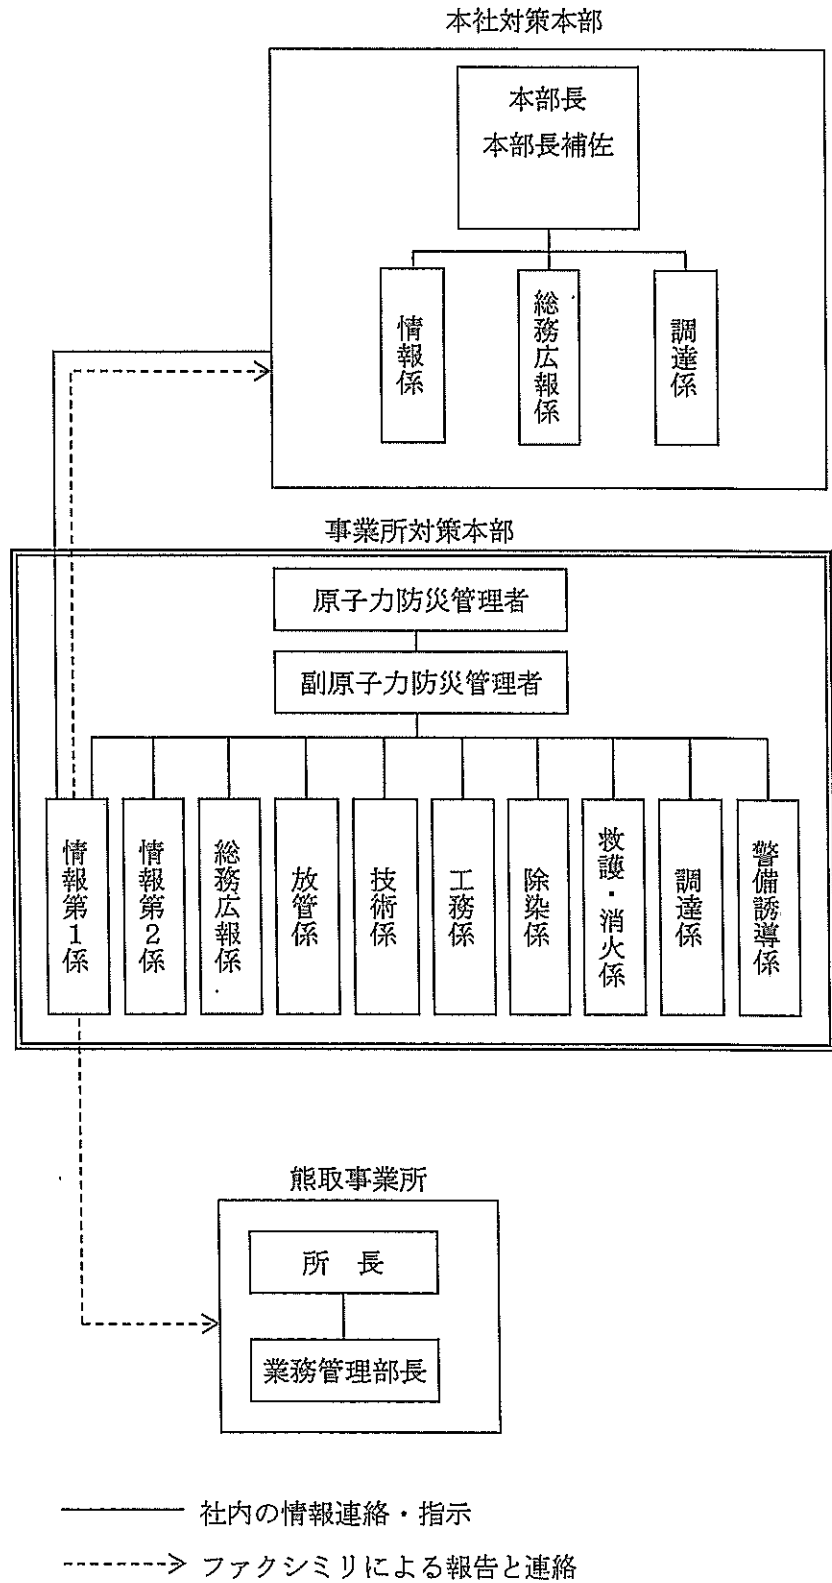 本社対策本部
本部長
本部長補佐
情報係
総務広報係
調達係
事業所対策本部
原子力防災管理者
副原子力防災管理者
情報第1係
情報第2係
総務広報係
放管係
技術係
工務係
除染係
救護・消火係
調達係
警備誘導係
熊取事業所
所 長
業務管理部長
社内の情報連絡・指示
ファクシミリによる報告と連絡